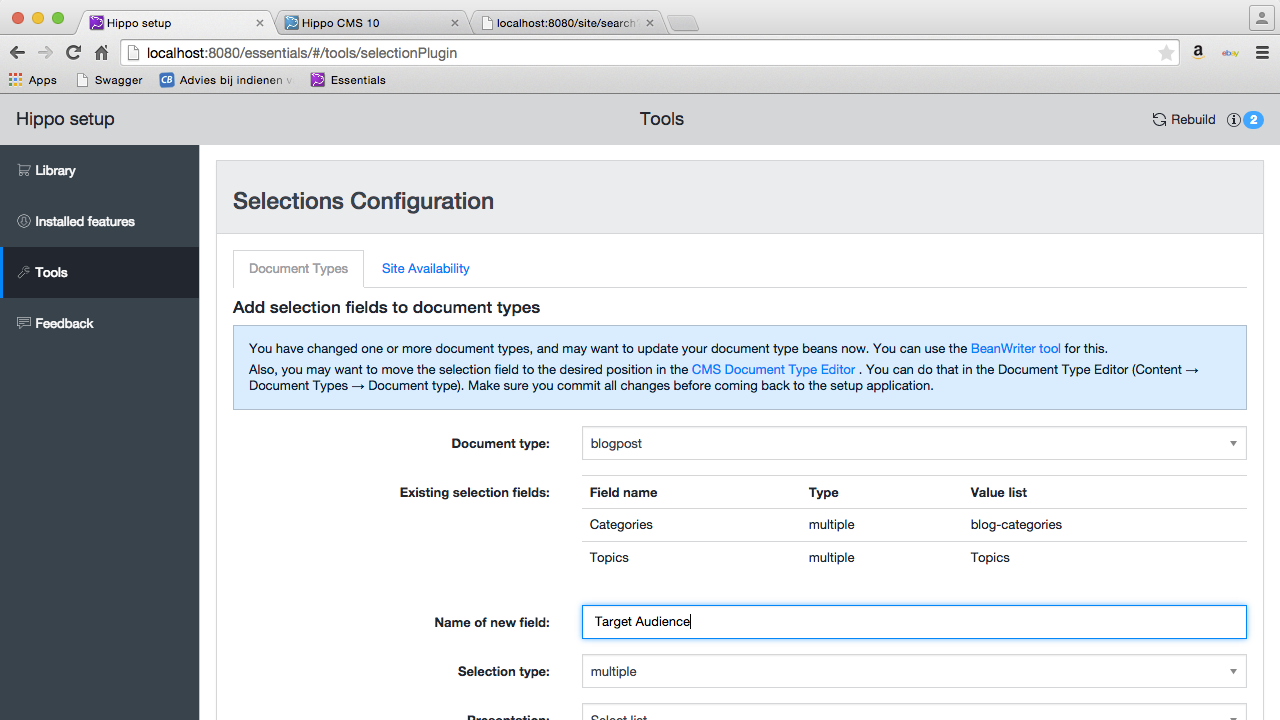 Hippo setup
Hippo CMS 10
localhost:8080/site/search
localhost:8080/essentials/#/tools/selectionPlugin
a
ebay
Apps
Swagger
CB
Advies bij indienen v
Essentials
Hippo setup
Tools
Rebuild
2
Library
Installed features
Tools
Feedback
Selections Configuration
Document Types
Site Availability
Add selection fields to document types
You have changed one or more document types, and may want to update your document type beans now. You can use the BeanWriter tool for this.
Also, you may want to move the selection field to the desired position in the CMS Document Type Editor . You can do that in the Document Type Editor (Content →
Document Types → Document type). Make sure you commit all changes before coming back to the setup application.
Document type:
blogpost
Existing selection fields:
Field name Type Value list
Categories multiple blog-categories
Topics multiple Topics
Name of new field:
Target Audience
Selection type:
multiple
Presentation:
Select list